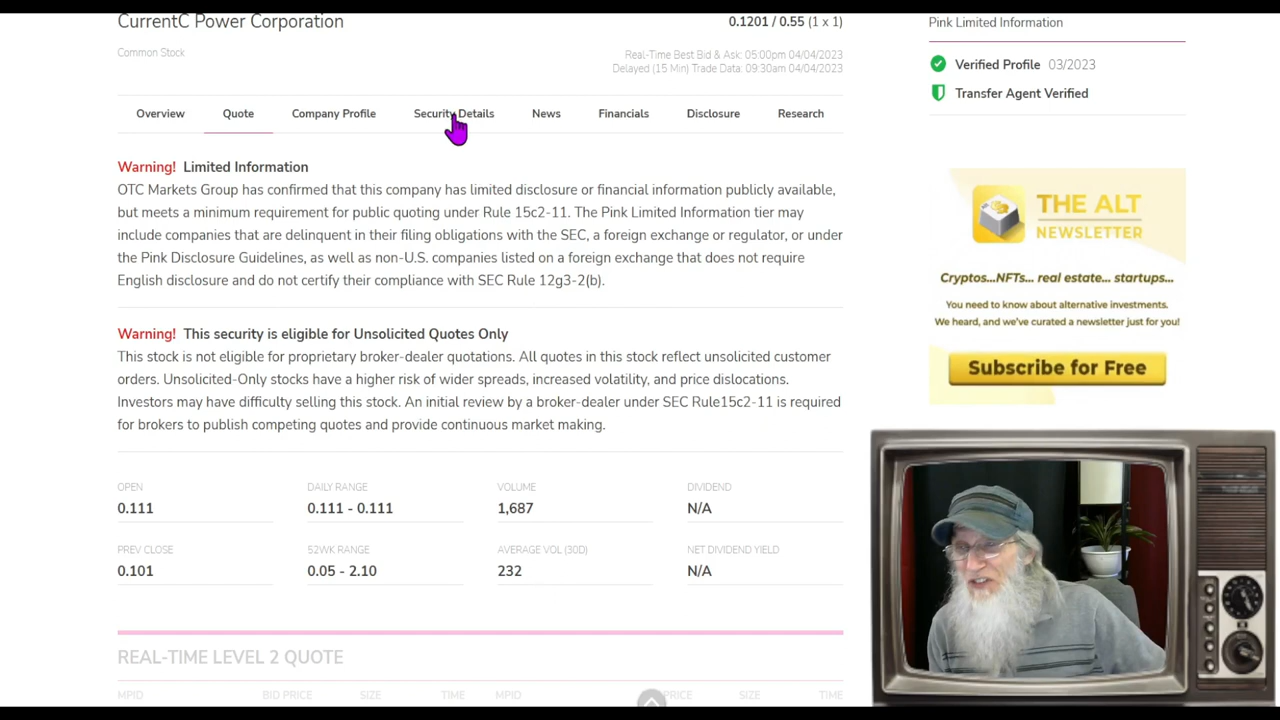 CurrentC Power Corporation
0.1201 / 0.55 (1 x 1)
Common Stock
Real-Time Best Bid & Ask: 05:00pm 04/04/2023
Delayed (15 Min) Trade Data: 09:30am 04/04/2023
Pink Limited Information
Verified Profile 03/2023
Transfer Agent Verified
Overview Quote Company Profile Security Details News Financials Disclosure Research
Warning! Limited Information
OTC Markets Group has confirmed that this company has limited disclosure or financial information publicly available,
but meets a minimum requirement for public quoting under Rule 15c2-11. The Pink Limited Information tier may
include companies that are delinquent in their filing obligations with the SEC, a foreign exchange or regulator, or under
the Pink Disclosure Guidelines, as well as non-U.S. companies listed on a foreign exchange that does not require
English disclosure and do not certify their compliance with SEC Rule 12g3-2(b).
Warning! This security is eligible for Unsolicited Quotes Only
This stock is not eligible for proprietary broker-dealer quotations. All quotes in this stock reflect unsolicited customer
orders. Unsolicited-Only stocks have a higher risk of wider spreads, increased volatility, and price dislocations.
Investors may have difficulty selling this stock. An initial review by a broker-dealer under SEC Rule15c2-11 is required
for brokers to publish competing quotes and provide continuous market making.
THE ALT
NEWSLETTER
Cryptos...NFTs... real estate... startups...
You need to know about alternative investments.
We heard, and we've curated a newsletter just for you!
Subscribe for Free
OPEN DAILY RANGE VOLUME DIVIDEND
0.111 0.111 - 0.111 1,687 N/A
PREV CLOSE 52WK RANGE AVERAGE VOL (30D) NET DIVIDEND YIELD
0.101 0.05 - 2.10 232 N/A
REAL-TIME LEVEL 2 QUOTE
MPID BID PRICE SIZE TIME MPID PRICE SIZE TIME